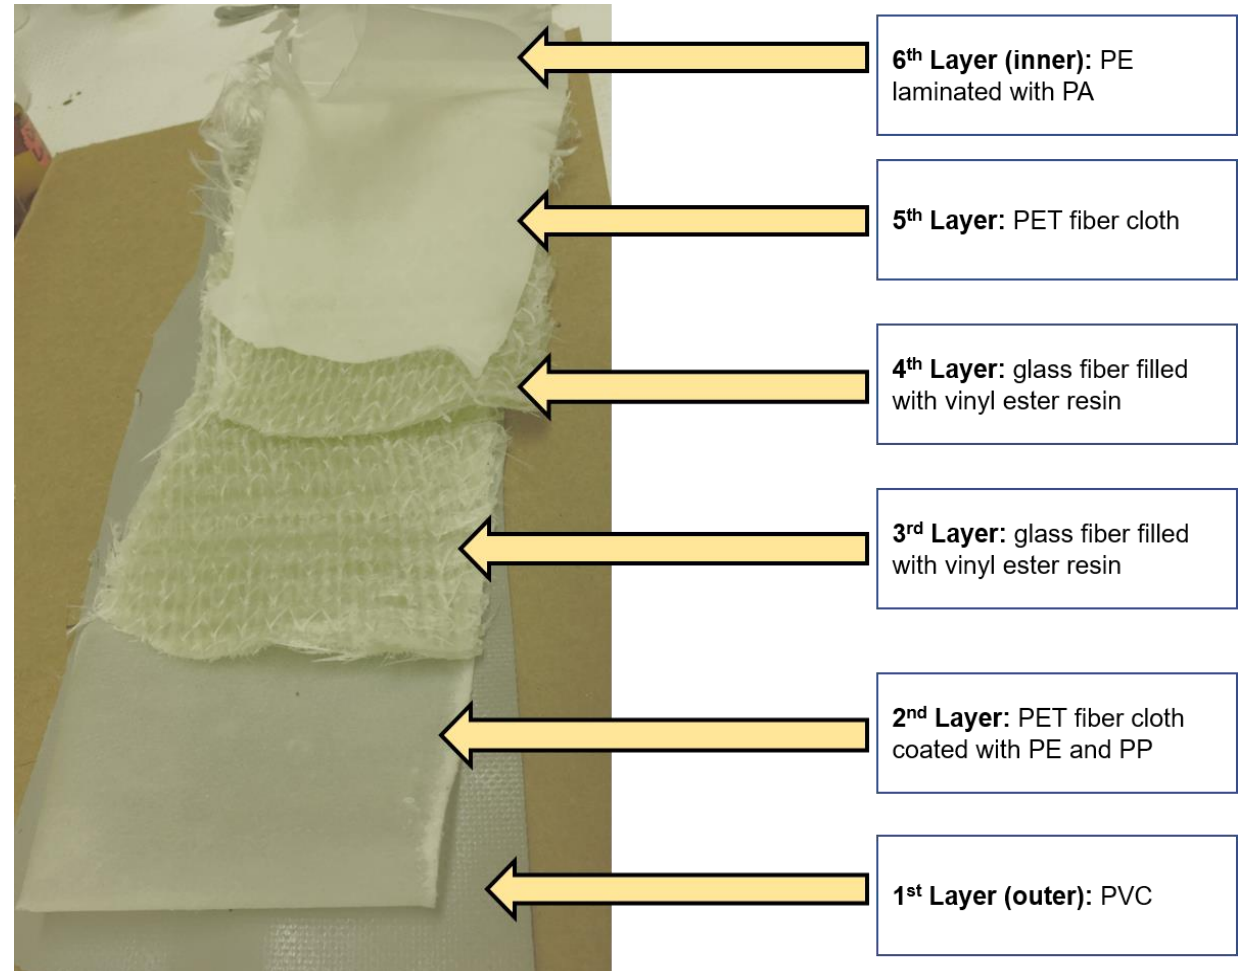 6th Layer (inner): PE
laminated with PA
5th Layer: PET fiber cloth
4th Layer: glass fiber filled
with vinyl ester resin
3rd Layer: glass fiber filled
with vinyl ester resin
2nd Layer: PET fiber cloth
coated with PE and PP
1st Layer (outer): PVC